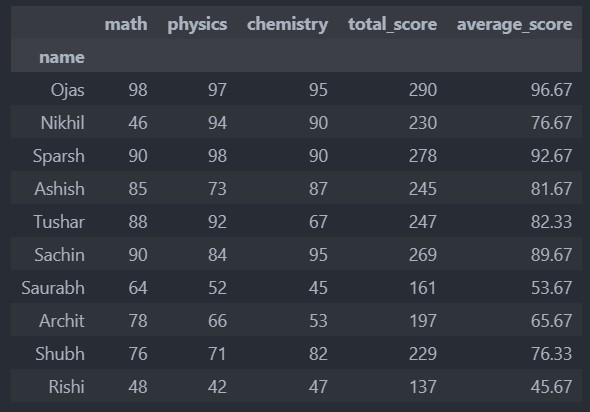 math physics chemistry total_score average_score
name
Ojas 98 97 95 290 96.67
Nikhil 46 94 90 230 76.67
Sparsh 90 98 90 278 92.67
Ashish 85 73 87 245 81.67
Tushar 88 92 67 247 82.33
Sachin 90 84 95 269 89.67
Saurabh 64 52 45 161 53.67
Archit 78 66 53 197 65.67
Shubh 76 71 82 229 76.33
Rishi 48 42 47 137 45.67